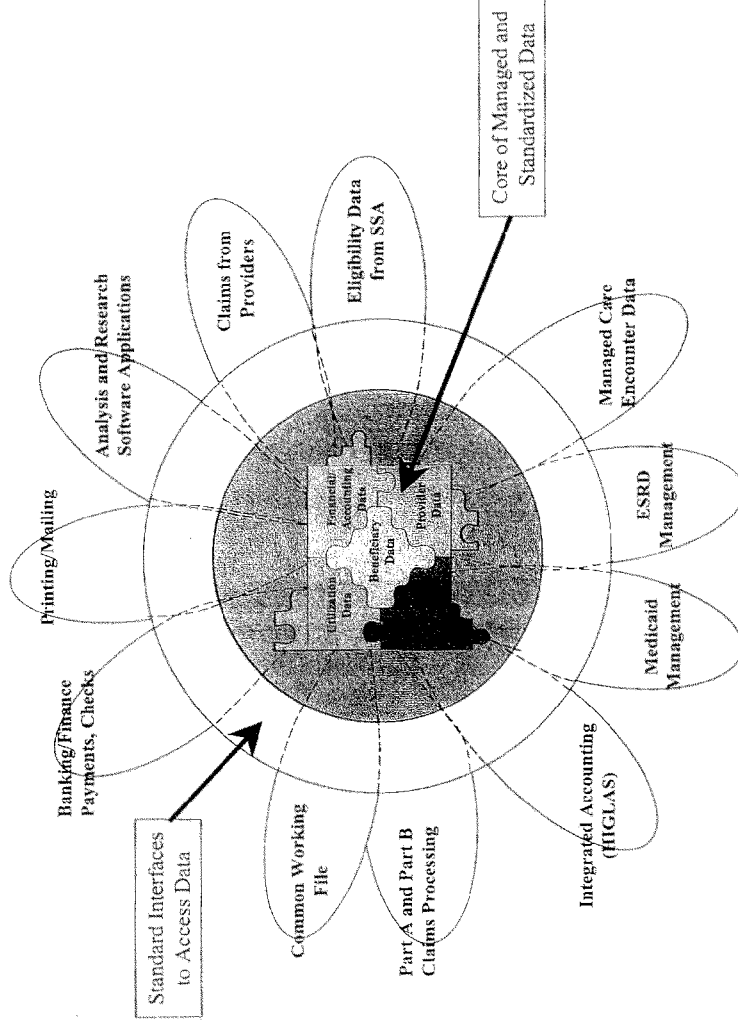 Banking/Finance
Payments, Checks
Printing/Mailing
Analysis and Research
Software Applications
Claims from
Providers
Eligibility Data
from SSA
Managed Care
Encounter Data
ESRD
Management
Medicaid
Management
Integrated Accounting
(HIGLAS)
Part A and Part B
Claims Processing
Common Working
File
Standard Interfaces
to Access Data
Core of Managed and
Standardized Data
Utilization
Data
Financial/
Accounting
Data
Beneficiary
Data
Provider
Data